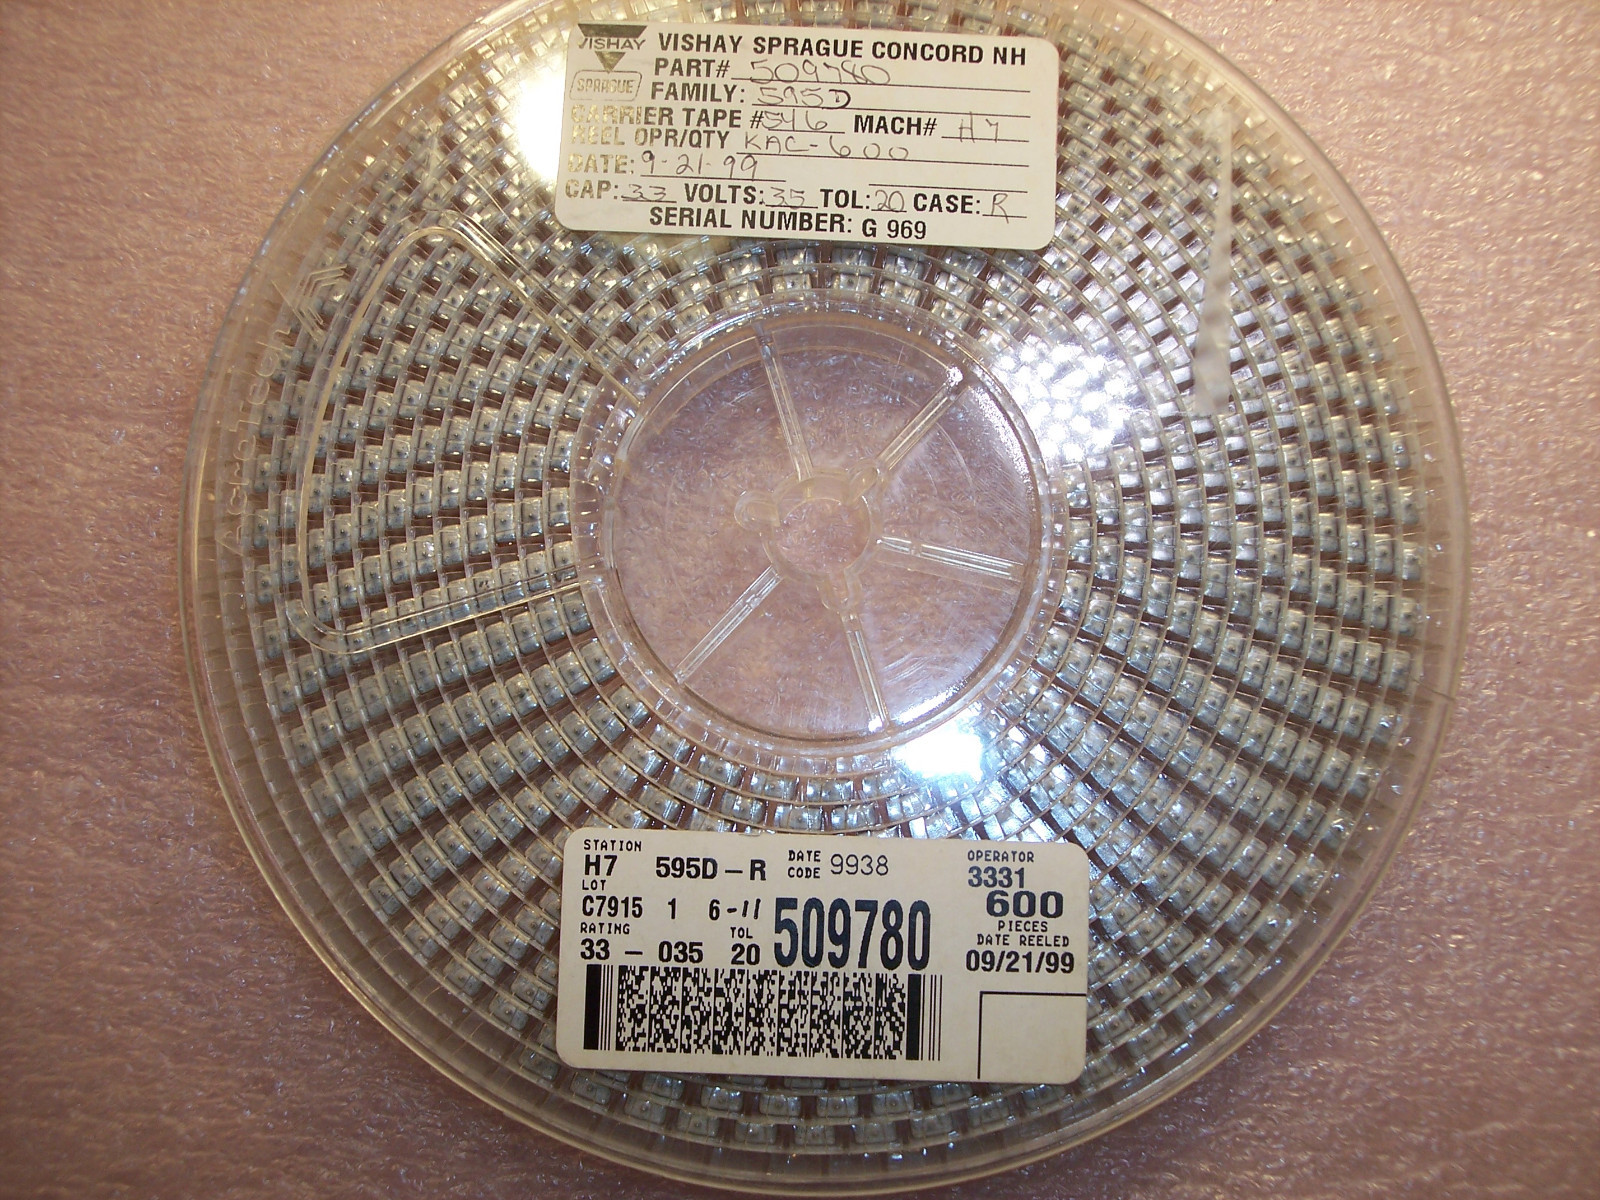 VISHAY
SPRAGUE
VISHAY SPRAGUE CONCORD NH
PART# 509780
FAMILY: 595D
CARRIER TAPE #546 MACH# H7
REEL OPR/QTY KAC-600
DATE: 9-21-99
CAP: 33 VOLTS: 35 TOL: 20 CASE: R
SERIAL NUMBER: G 969
STATION
H7 595D-R DATE CODE 9938
OPERATOR
3331
LOT
C7915 1 6-11 509780
600
PIECES
RATING
33 - 035 TOL 20
DATE REELED
09/21/99